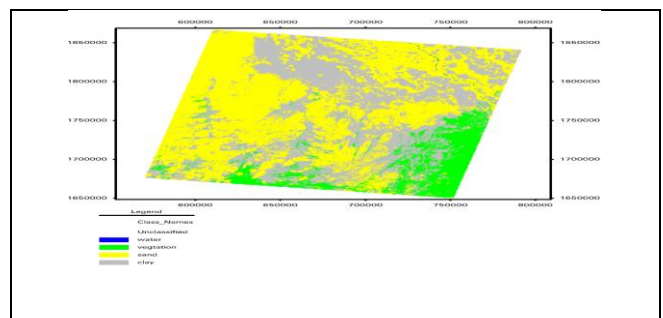 600000 650000 700000 750000 800000
1850000 1850000
1800000 1800000
1750000 1750000
1700000 1700000
1650000 1650000
600000 650000 700000 750000 800000
Legend
Class_Names
Unclassified
water
vegtation
sand
clay